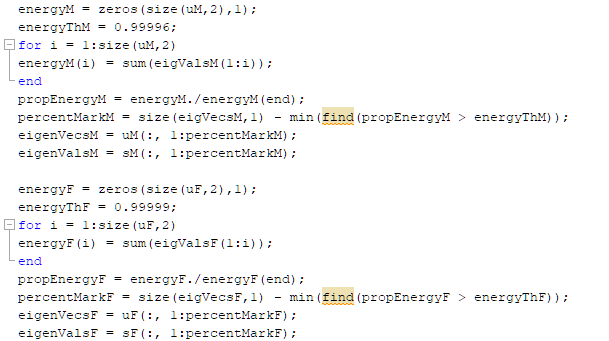 energyM = zeros(size(uM,2),1);
energyThM = 0.99996;
for i = 1:size(uM,2)
energyM(i) = sum(eigValsM(1:i));
end
propEnergyM = energyM./energyM(end);
percentMarkM = size(eigVecsM,1) - min(find(propEnergyM > energyThM));
eigenVecsM = uM(:, 1:percentMarkM);
eigenValsM = sM(:, 1:percentMarkM);
energyF = zeros(size(uF,2),1);
energyThF = 0.99999;
for i = 1:size(uF,2)
energyF(i) = sum(eigValsF(1:i));
end
propEnergyF = energyF./energyF(end);
percentMarkF = size(eigVecsF,1) - min(find(propEnergyF > energyThF));
eigenVecsF = uF(:, 1:percentMarkF);
eigenValsF = sF(:, 1:percentMarkF);